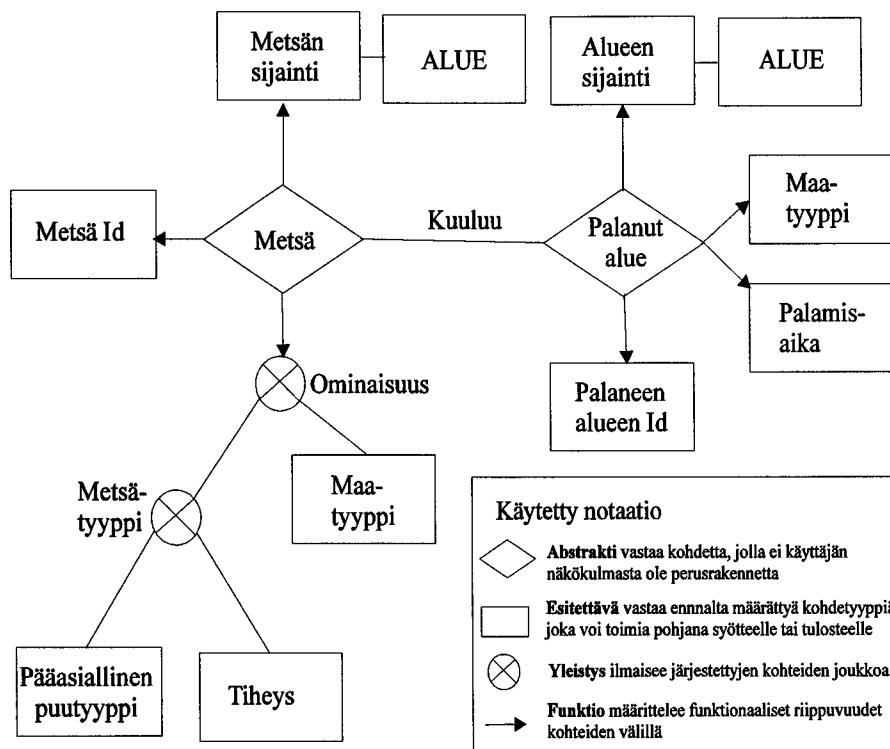 Metsän
sijainti
ALUE
Alueen
sijainti
ALUE
Metsä Id
Metsä
Kuuluu
Palanut
alue
Maa-
tyyppi
Palamis-
aika
Ominaisuus
Palaneen
alueen Id
Metsä-
tyyppi
Maa-
tyyppi
Pääasiallinen
puutyyppi
Tiheys
Käytetty notaatio
Abstrakti vastaa kohdetta, jolla ei käyttäjän
näkökulmasta ole perusrakennetta
Esitettävä vastaa ennnalta määrättyä kohdetyyppiä
joka voi toimia pohjana syötteelle tai tulosteelle
Yleistys ilmaisee järjestettyjen kohteiden joukkoa
Funktio määrittelee funktionaaliset riippuvuudet
kohteiden välillä